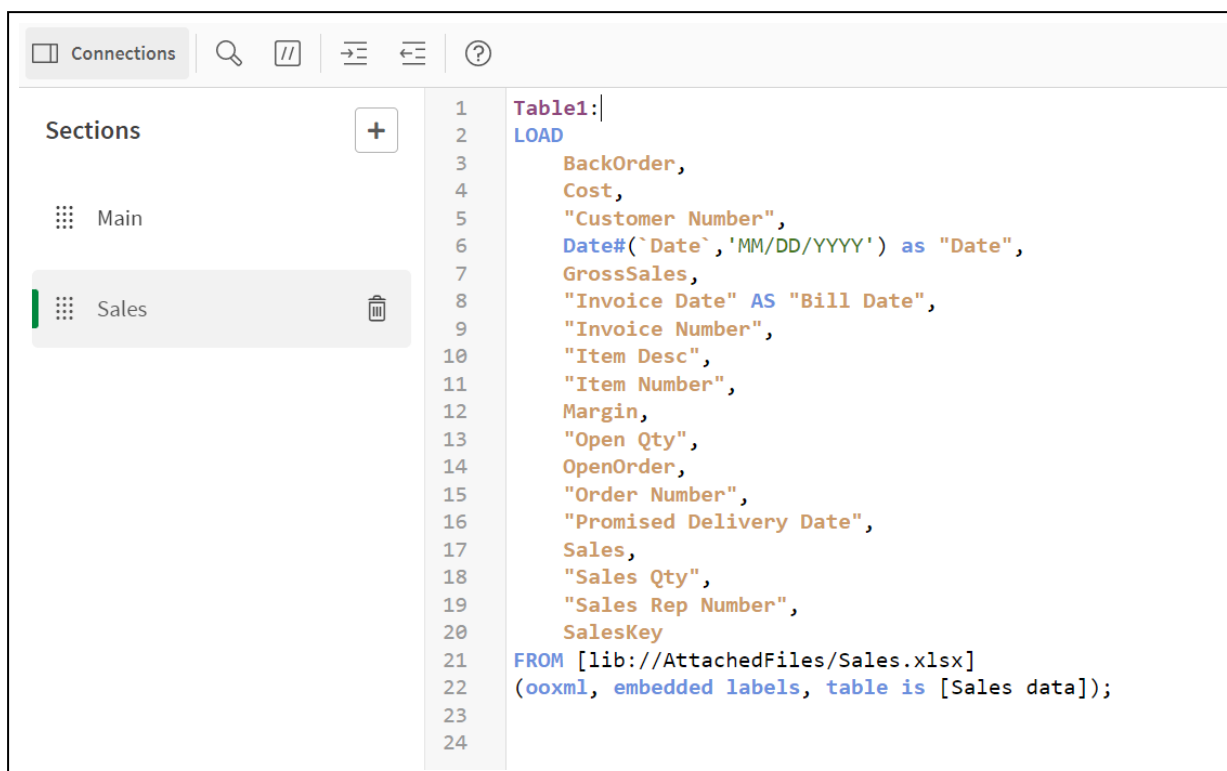 Connections
Sections
Main
Sales
1 Table1:
2 LOAD
3 BackOrder,
4 Cost,
5 "Customer Number",
6 Date#(`Date`,'MM/DD/YYYY') as "Date",
7 GrossSales,
8 "Invoice Date" AS "Bill Date",
9 "Invoice Number",
10 "Item Desc",
11 "Item Number",
12 Margin,
13 "Open Qty",
14 OpenOrder,
15 "Order Number",
16 "Promised Delivery Date",
17 Sales,
18 "Sales Qty",
19 "Sales Rep Number",
20 SalesKey
21 FROM [lib://AttachedFiles/Sales.xlsx]
22 (ooxml, embedded labels, table is [Sales data]);
23
24